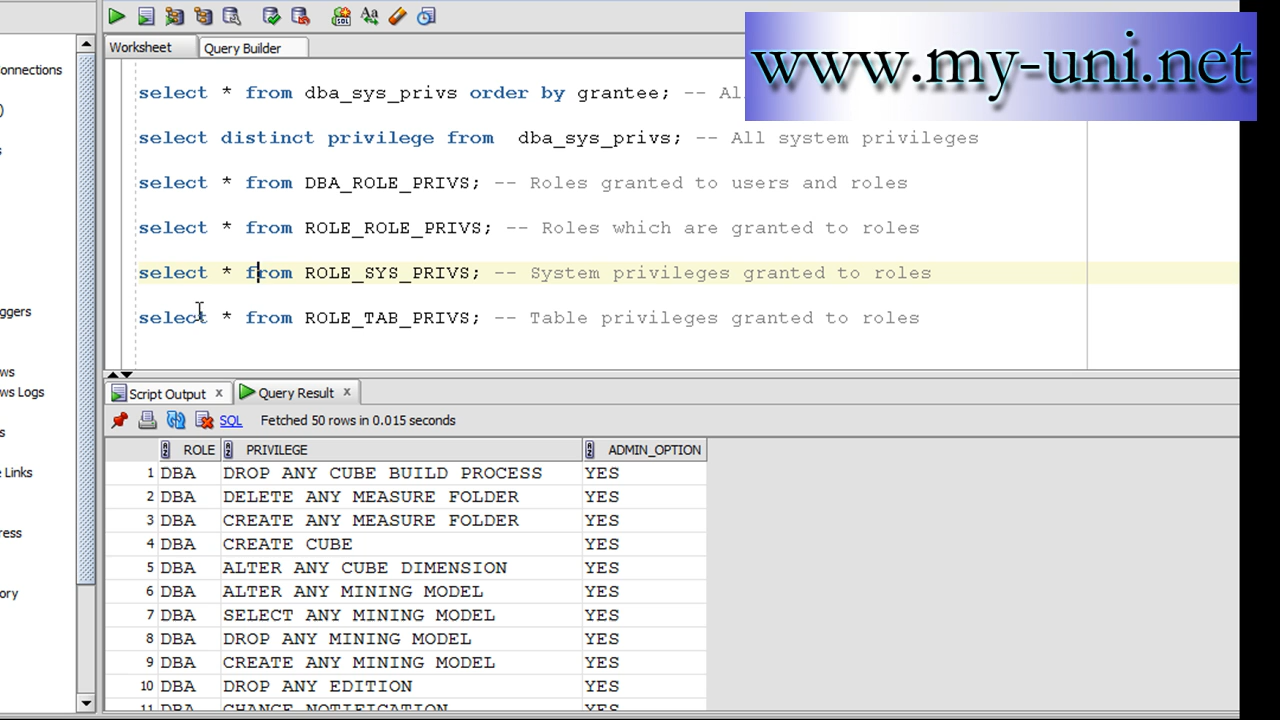 www.my-uni.net
onnections
Worksheet
Query Builder
select * from dba_sys_privs order by grantee; -- Al
select distinct privilege from dba_sys_privs; -- All system privileges
select * from DBA_ROLE_PRIVS; -- Roles granted to users and roles
select * from ROLE_ROLE_PRIVS; -- Roles which are granted to roles
select * from ROLE_SYS_PRIVS; -- System privileges granted to roles
select * from ROLE_TAB_PRIVS; -- Table privileges granted to roles
)
s
ggers
ws
ws Logs
s
e Links
ress
ory
Script Output x
Query Result x
SQL
Fetched 50 rows in 0.015 seconds
ROLE PRIVILEGE ADMIN_OPTION
1 DBA DROP ANY CUBE BUILD PROCESS YES
2 DBA DELETE ANY MEASURE FOLDER YES
3 DBA CREATE ANY MEASURE FOLDER YES
4 DBA CREATE CUBE YES
5 DBA ALTER ANY CUBE DIMENSION YES
6 DBA ALTER ANY MINING MODEL YES
7 DBA SELECT ANY MINING MODEL YES
8 DBA DROP ANY MINING MODEL YES
9 DBA CREATE ANY MINING MODEL YES
10 DBA DROP ANY EDITION YES
11 DBA CHANGE NOTIFICATION YES